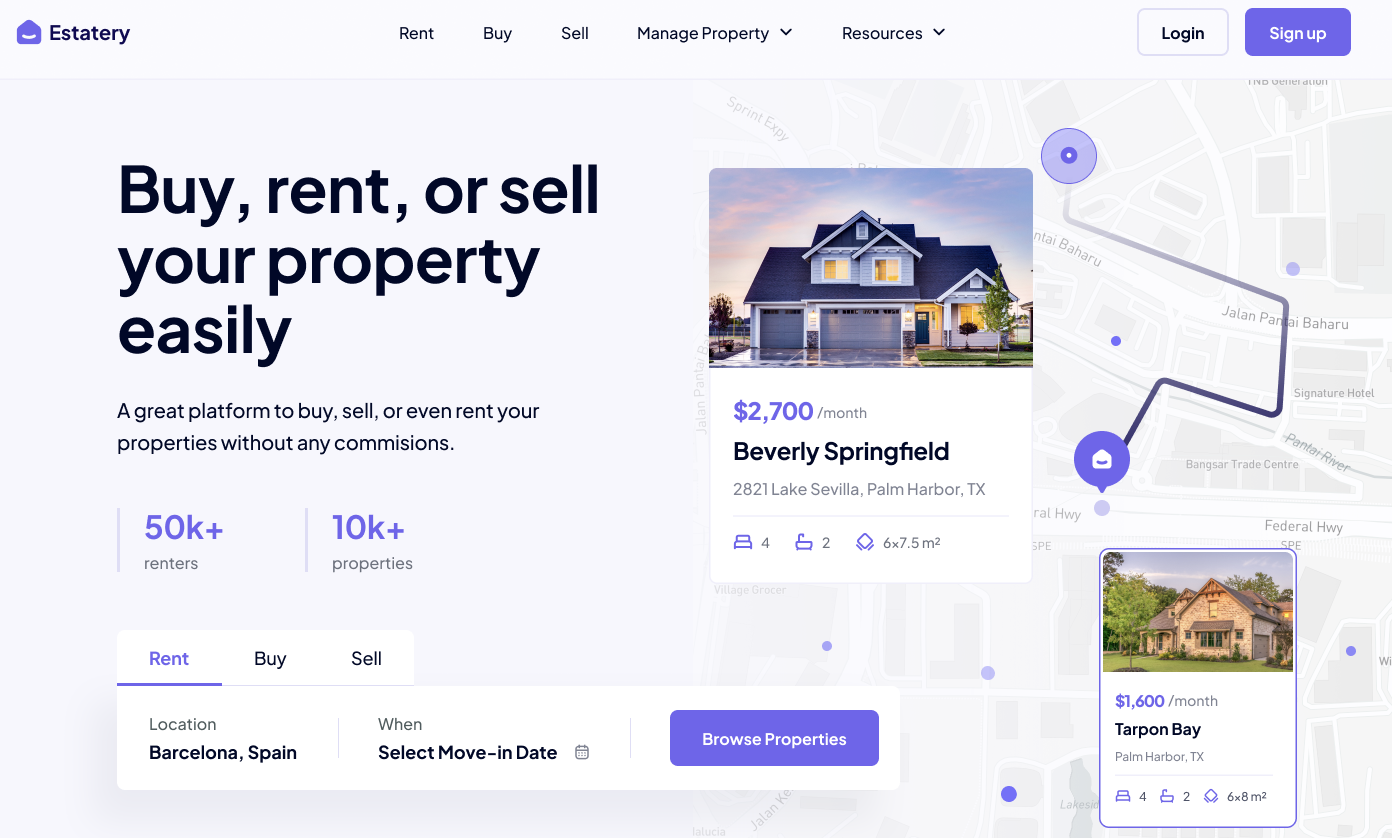 Estatery
Rent
Buy
Sell
Manage Property
Resources
Login
Sign up
TNB Generation
Sprint Expy
Buy, rent, or sell
your property
easily
ntai Baharu
Jalan Pantai Baharu
Jalan Pantai B
Signature Hotel
A great platform to buy, sell, or even rent your
properties without any commisions.
$2,700 /month
Beverly Springfield
2821 Lake Sevilla, Palm Harbor, TX
4
2
6x7.5 m²
Pantai River
Bangsar Trade Centre
50k+
renters
10k+
properties
ral Hwy
SPE
Federal Hwy
SPE
Village Grocer
Rent
Buy
Sell
Location
Barcelona, Spain
When
Select Move-in Date
Browse Properties
Wi
$1,600 /month
Tarpon Bay
Palm Harbor, TX
4
2
6x8 m²
Lakesid
Jalan Ke
lalucia